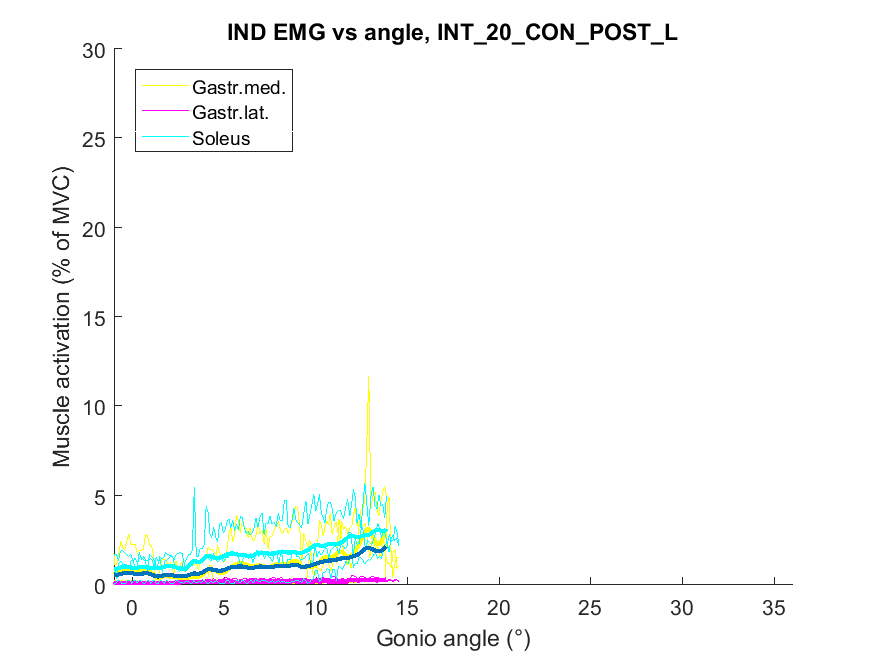 IND EMG vs angle, INT_20_CON_POST_L
30
25
20
15
10
5
0
Muscle activation (% of MVC)
Gastr.med.
Gastr.lat.
Soleus
0 5 10 15 20 25 30 35
Gonio angle (°)